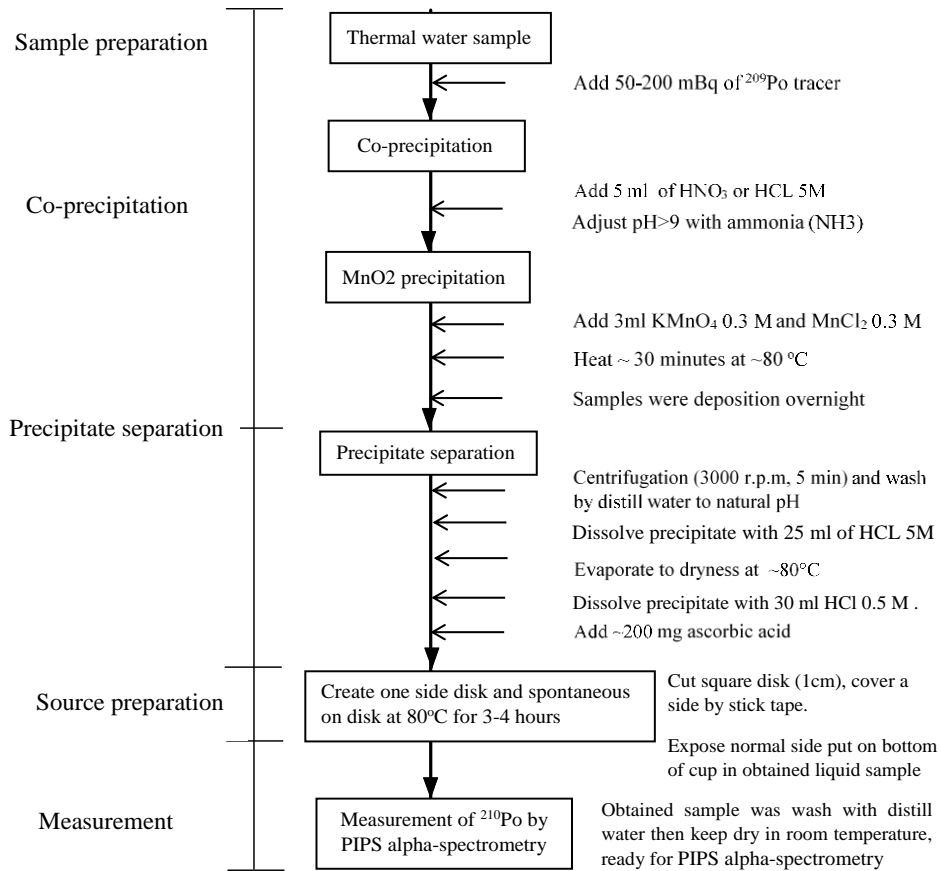 Sample preparation
Thermal water sample
Add 50-200 mBq of ²⁰⁹Po tracer
Co-precipitation
Co-precipitation
Add 5 ml of HNO₃ or HCL 5M
Adjust pH>9 with ammonia (NH3)
MnO2 precipitation
Add 3ml KMnO₄ 0.3 M and MnCl₂ 0.3 M
Heat ~ 30 minutes at ~80 °C
Samples were deposition overnight
Precipitate separation
Precipitate separation
Centrifugation (3000 r.p.m, 5 min) and wash
by distill water to natural pH
Dissolve precipitate with 25 ml of HCL 5M
Evaporate to dryness at ~80°C
Dissolve precipitate with 30 ml HCl 0.5 M .
Add ~200 mg ascorbic acid
Source preparation
Create one side disk and spontaneous
on disk at 80°C for 3-4 hours
Cut square disk (1cm), cover a
side by stick tape.
Expose normal side put on bottom
of cup in obtained liquid sample
Measurement
Measurement of ²¹⁰Po by
PIPS alpha-spectrometry
Obtained sample was wash with distill
water then keep dry in room temperature,
ready for PIPS alpha-spectrometry